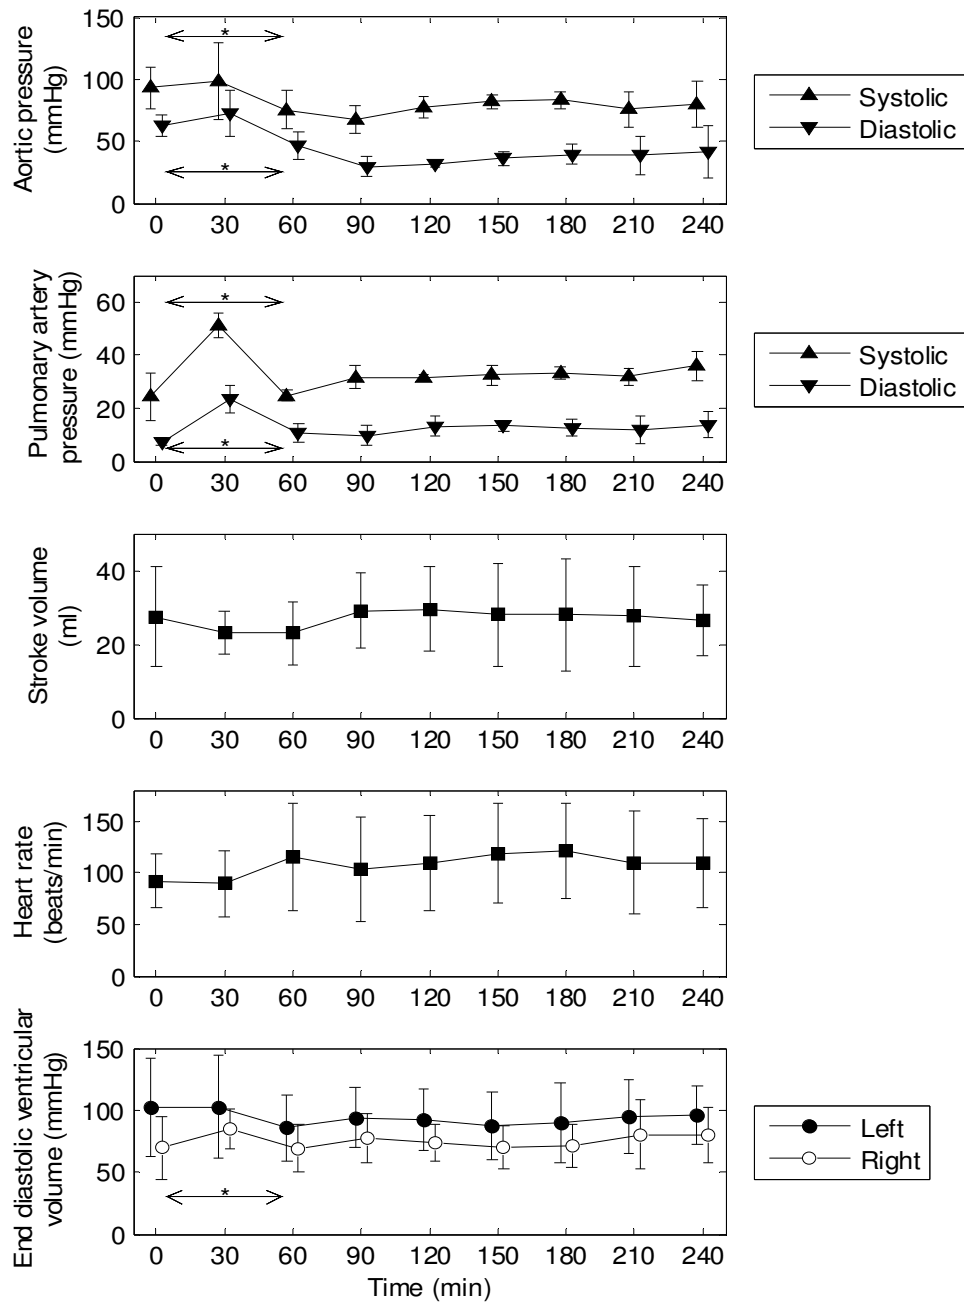 Aortic pressure
(mmHg)
150
100
50
0
*
*
0 30 60 90 120 150 180 210 240
Systolic
Diastolic
Pulmonary artery
pressure (mmHg)
60
40
20
0
*
*
0 30 60 90 120 150 180 210 240
Systolic
Diastolic
Stroke volume
(ml)
40
20
0
0 30 60 90 120 150 180 210 240
Heart rate
(beats/min)
150
100
50
0
0 30 60 90 120 150 180 210 240
End diastolic ventricular
volume (mmHg)
150
100
50
0
*
0 30 60 90 120 150 180 210 240
Time (min)
Left
Right